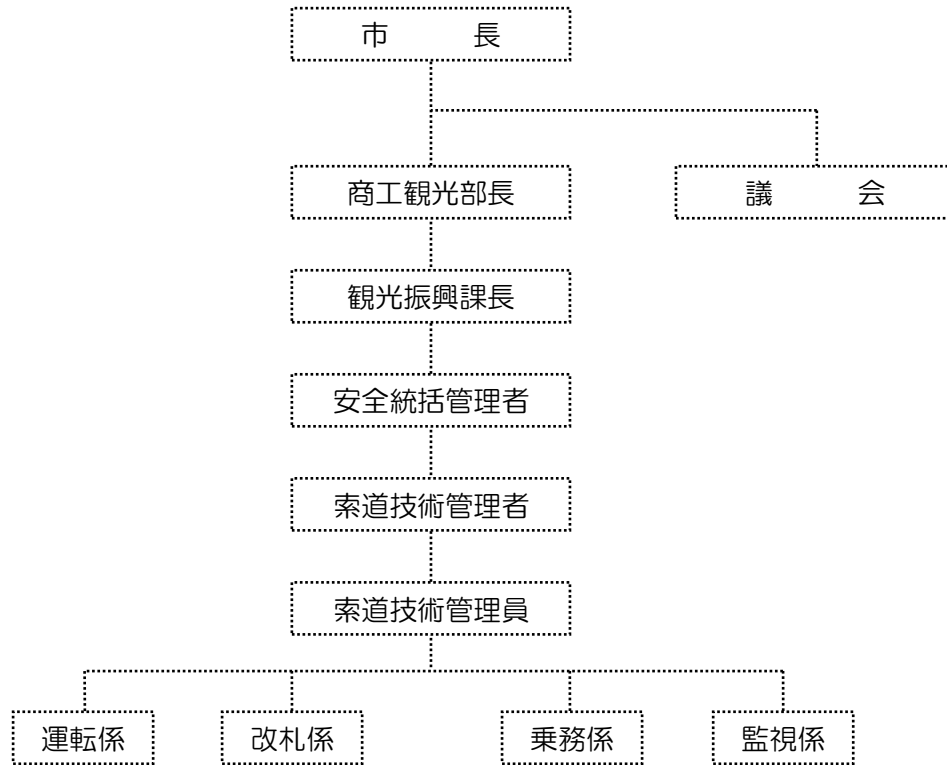 市　　　長
商工観光部長
議　　　会
観光振興課長
安全統括管理者
索道技術管理者
索道技術管理員
運転係
改札係
乗務係
監視係